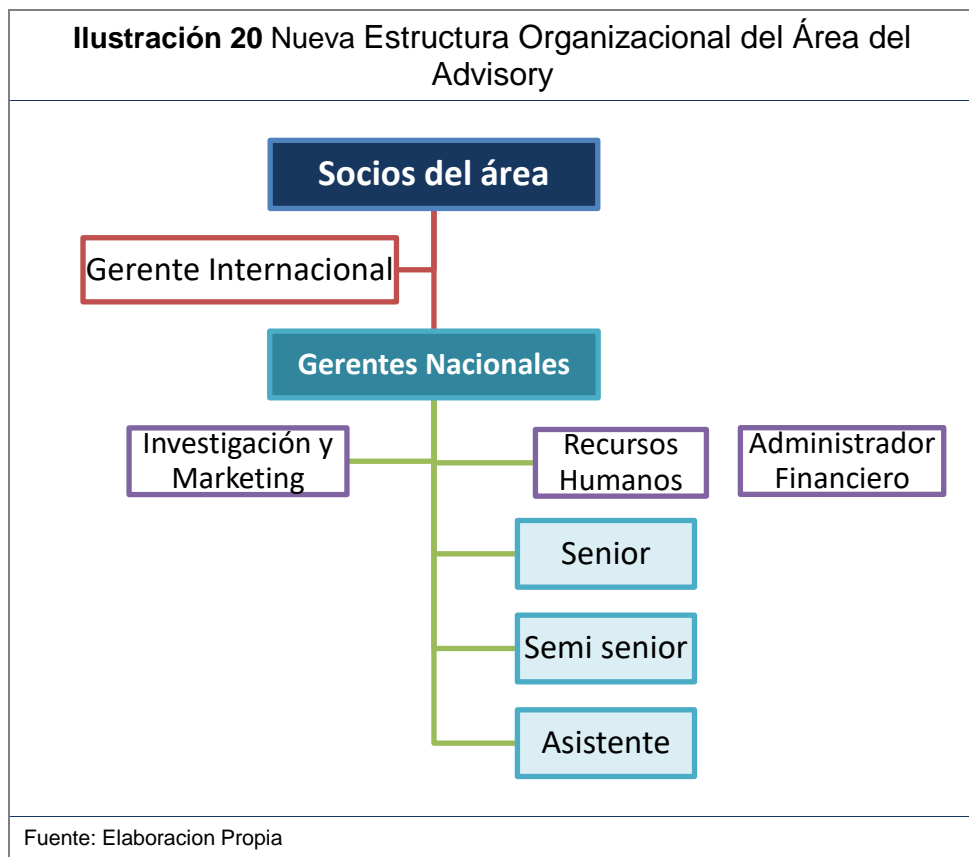 Ilustración 20 Nueva Estructura Organizacional del Área del
Advisory
Socios del área
Gerente Internacional
Gerentes Nacionales
Investigación y
Marketing
Recursos
Humanos
Administrador
Financiero
Senior
Semi senior
Asistente
Fuente: Elaboracion Propia